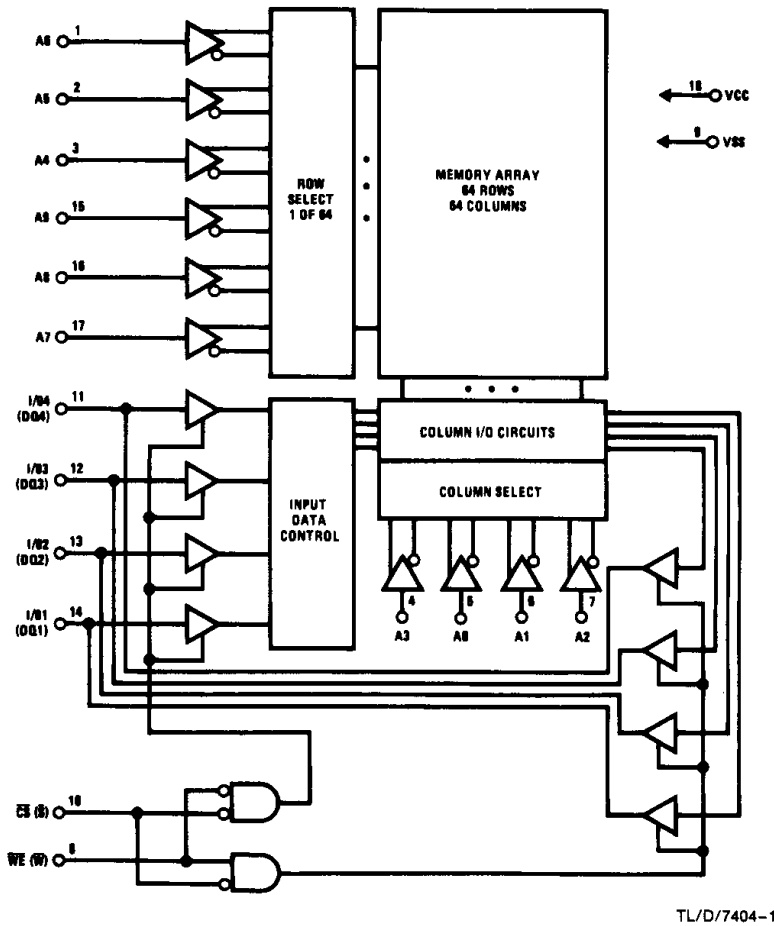 A6 1
A5 2
A4 3
A9 15
A8 16
A7 17
ROW
SELECT
1 OF 64
MEMORY ARRAY
64 ROWS
64 COLUMNS
18 VCC
9 VSS
I/O4 11
(DQ4)
I/O3 12
(DQ3)
I/O2 13
(DQ2)
I/O1 14
(DQ1)
INPUT
DATA
CONTROL
COLUMN I/O CIRCUITS
COLUMN SELECT
4 5 6 7
A3 A0 A1 A2
C̅S̅ (S̅) 10
W̅E̅ (W̅) 8
TL/D/7404–1